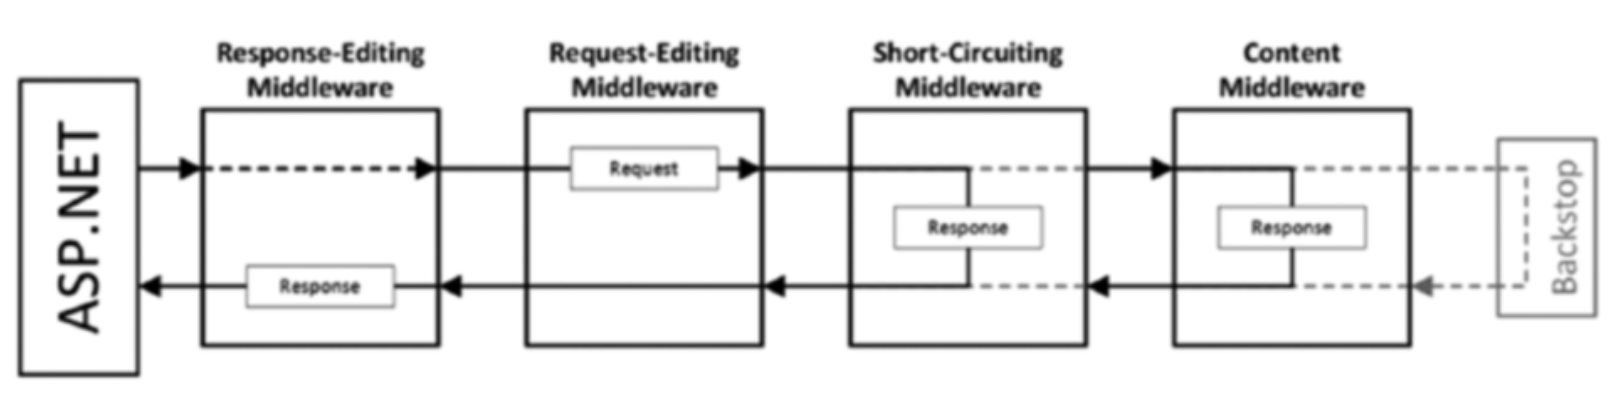 Response-Editing
Middleware
Request-Editing
Middleware
Short-Circuiting
Middleware
Content
Middleware
ASP.NET
Request
Response
Response
Response
Backstop